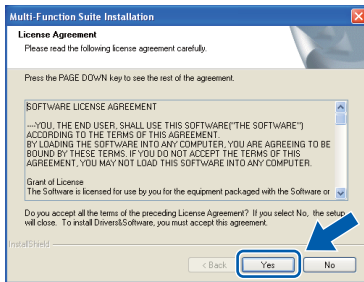 Multi-Function Suite Installation
License Agreement
Please read the following license agreement carefully.
Press the PAGE DOWN key to see the rest of the agreement.
SOFTWARE LICENSE AGREEMENT
----YOU, THE END USER, SHALL USE THIS SOFTWARE("THE SOFTWARE")
ACCORDING TO THE TERMS OF THIS AGREEMENT.
BY LOADING THE SOFTWARE INTO ANY COMPUTER, YOU ARE AGREEING TO BE
BOUND BY THESE TERMS. IF YOU DO NOT ACCEPT THE TERMS OF THIS
AGREEMENT, YOU MAY NOT LOAD THIS SOFTWARE INTO ANY COMPUTER.
Grant of License
The Software is licensed for use by you for the equipment packaged with the Software or
Do you accept all the terms of the preceding License Agreement? If you select No, the setup
will close. To install Drivers&Software, you must accept this agreement.
InstallShield
< Back
Yes
No